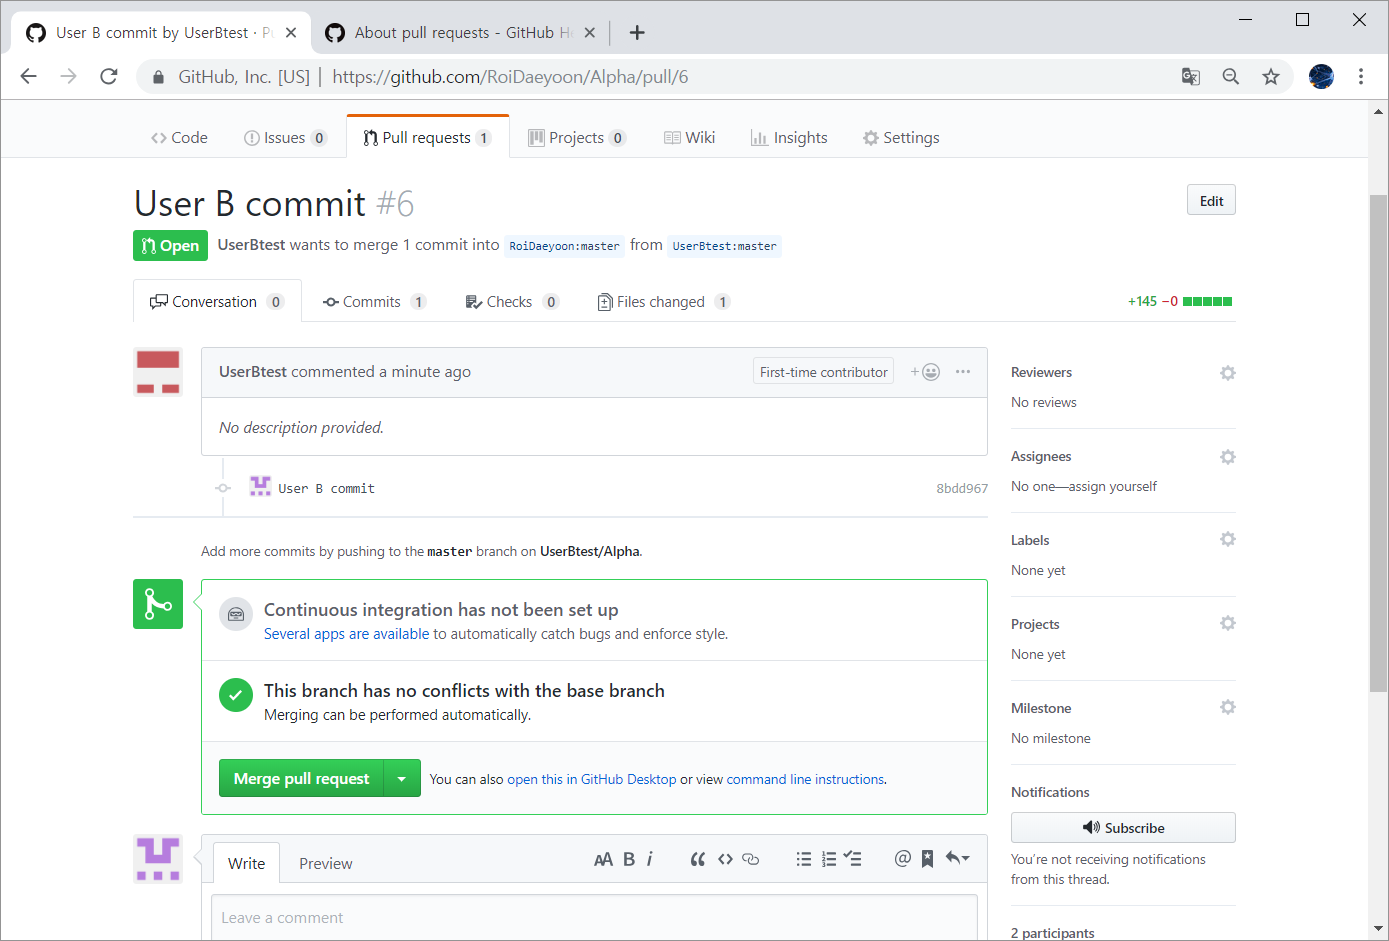 User B commit by UserBtest · P
About pull requests - GitHub H
GitHub, Inc. [US] | https://github.com/RoiDaeyoon/Alpha/pull/6
Code Issues 0 Pull requests 1 Projects 0 Wiki Insights Settings
User B commit #6 Edit
Open UserBtest wants to merge 1 commit into RoiDaeyoon:master from UserBtest:master
Conversation 0 Commits 1 Checks 0 Files changed 1 +145 −0
UserBtest commented a minute ago First-time contributor + ...
No description provided.
User B commit 8bdd967
Add more commits by pushing to the master branch on UserBtest/Alpha.
Continuous integration has not been set up
Several apps are available to automatically catch bugs and enforce style.
This branch has no conflicts with the base branch
Merging can be performed automatically.
Merge pull request You can also open this in GitHub Desktop or view command line instructions.
Write Preview AA B i “ <> @
Leave a comment
Reviewers
No reviews
Assignees
No one—assign yourself
Labels
None yet
Projects
None yet
Milestone
No milestone
Notifications
Subscribe
You’re not receiving notifications
from this thread.
2 participants